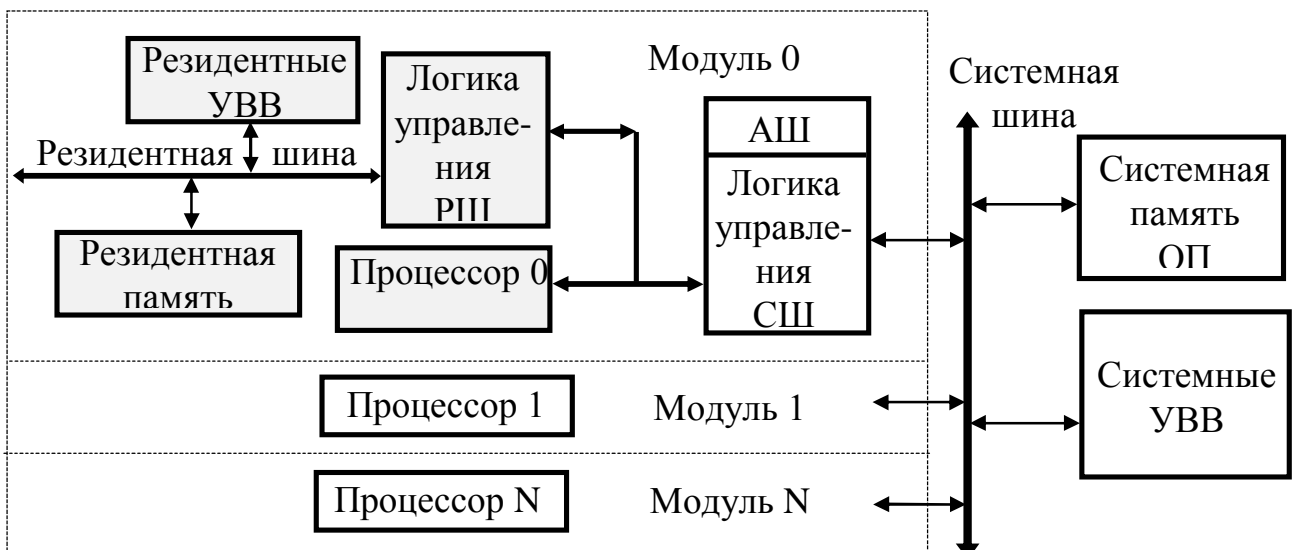 Резидентные
УВВ
Логика
управле-
ния
РШ
Модуль 0
Системная
шина
АШ
Резидентная шина
Логика
управле-
ния
СШ
Системная
память
ОП
Резидентная
память
Процессор 0
Системные
УВВ
Процессор 1
Модуль 1
Процессор N
Модуль N